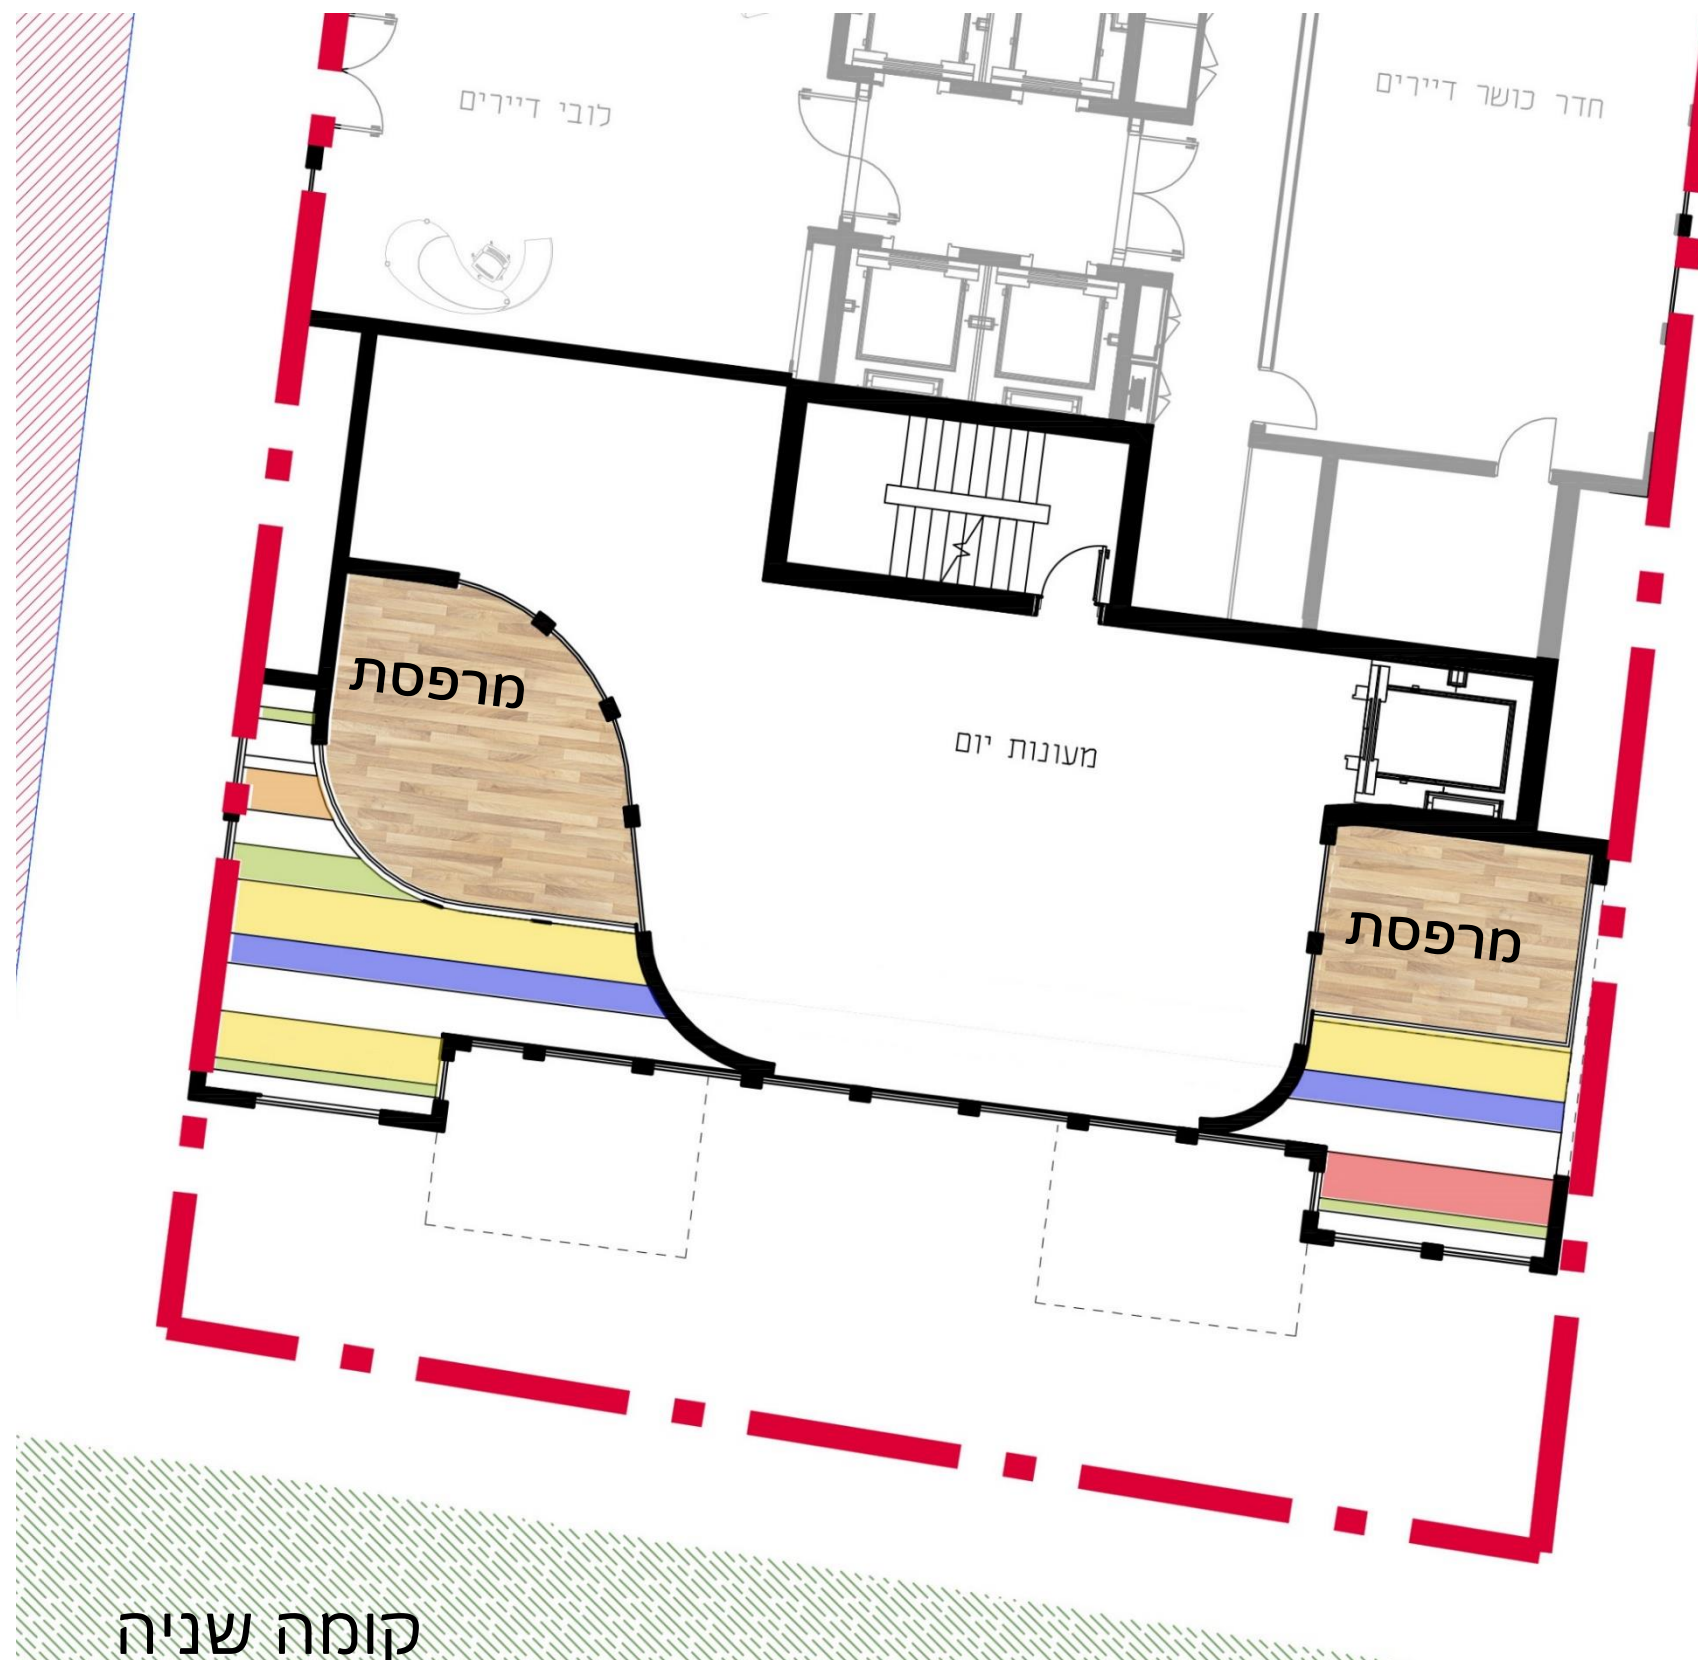 חדר כושר דיירים
לובי דיירים
מרפסת
מעונות יום
מרפסת
קומה שניה